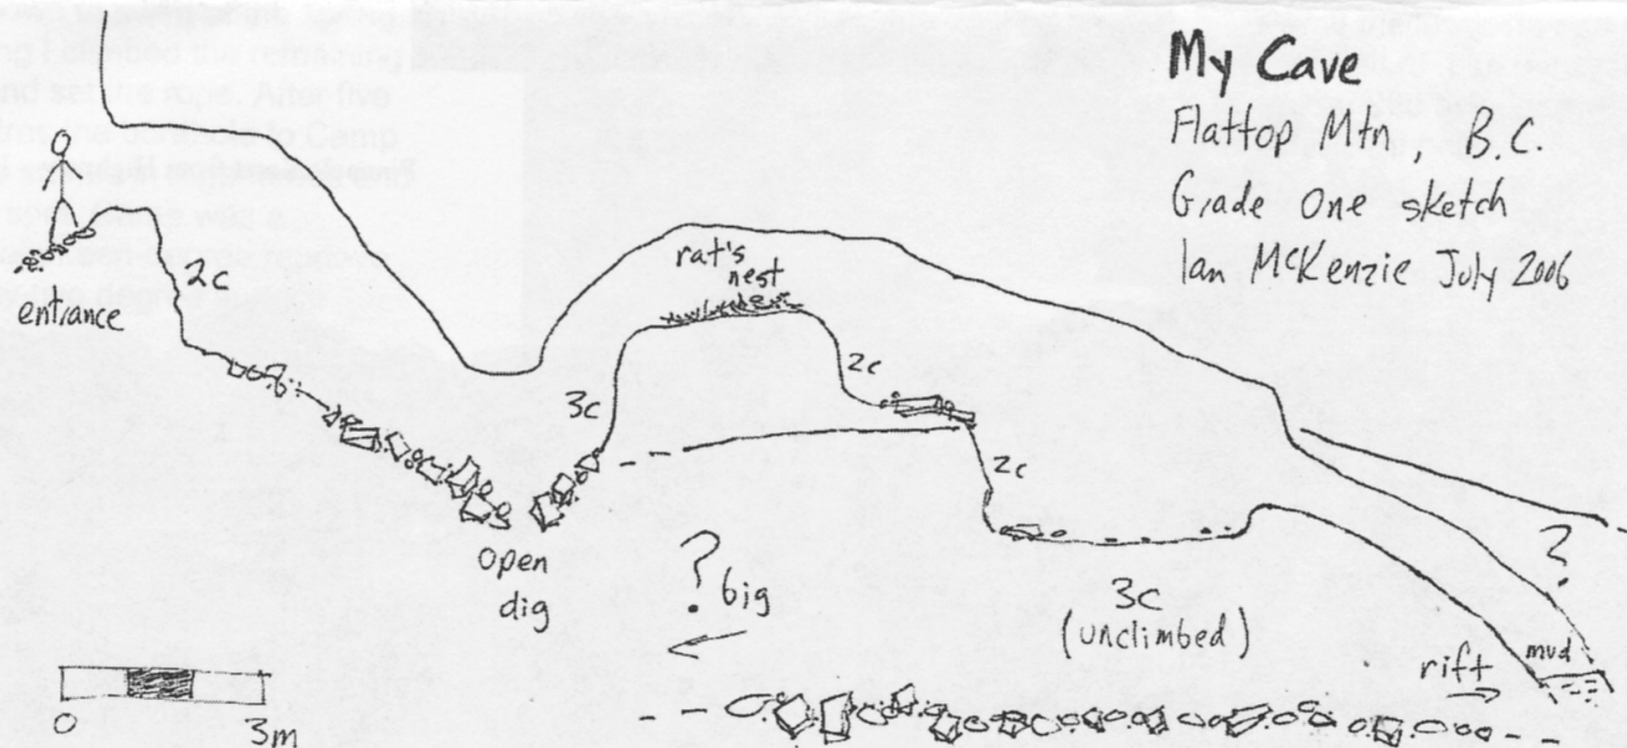 My Cave
Flattop Mtn, B.C.
Grade One sketch
Ian McKenzie July 2006
entrance
2c
rat's
nest
3c
2c
2c
open
dig
? big
3c
(unclimbed)
?
rift
mud
0 3m